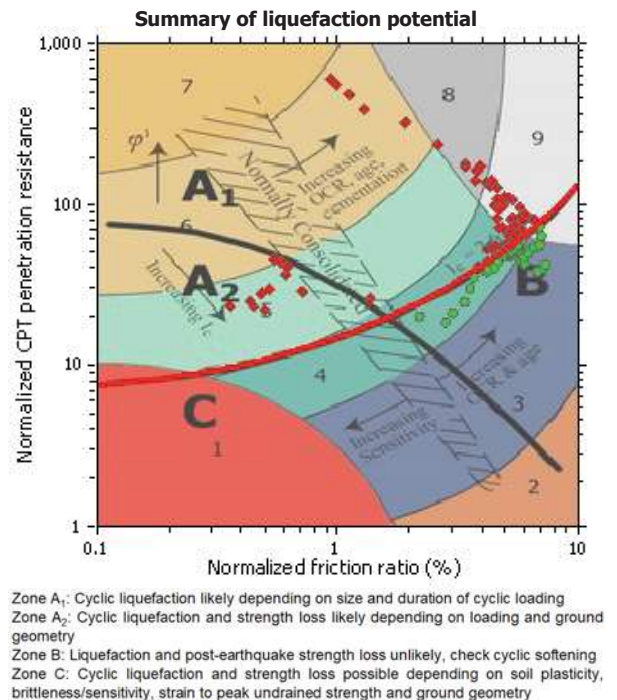 Summary of liquefaction potential
1,000
100
10
1
Normalized CPT penetration resistance
7
8
9
φ'
A1
Normally Consolidated
Increasing
OCR, age,
cementation
6
A2
Increasing Ic
5
B
4
Increasing
OCR & age
C
1
Increasing
Sensitivity
3
2
0.1
1
10
Normalized friction ratio (%)
Zone A1: Cyclic liquefaction likely depending on size and duration of cyclic loading
Zone A2: Cyclic liquefaction and strength loss likely depending on loading and ground
geometry
Zone B: Liquefaction and post-earthquake strength loss unlikely, check cyclic softening
Zone C: Cyclic liquefaction and strength loss possible depending on soil plasticity,
brittleness/sensitivity, strain to peak undrained strength and ground geometry